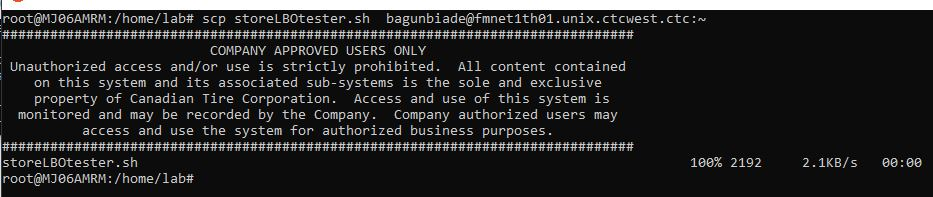 root@MJ06AMRM:/home/lab# scp storeLBOtester.sh  bagunbiade@fmnet1th01.unix.ctcwest.ctc:~
################################################################################
COMPANY APPROVED USERS ONLY
Unauthorized access and/or use is strictly prohibited.  All content contained
on this system and its associated sub-systems is the sole and exclusive
property of Canadian Tire Corporation.  Access and use of this system is
monitored and may be recorded by the Company.  Company authorized users may
access and use the system for authorized business purposes.
################################################################################
storeLBOtester.sh 100% 2192 2.1KB/s 00:00
root@MJ06AMRM:/home/lab#